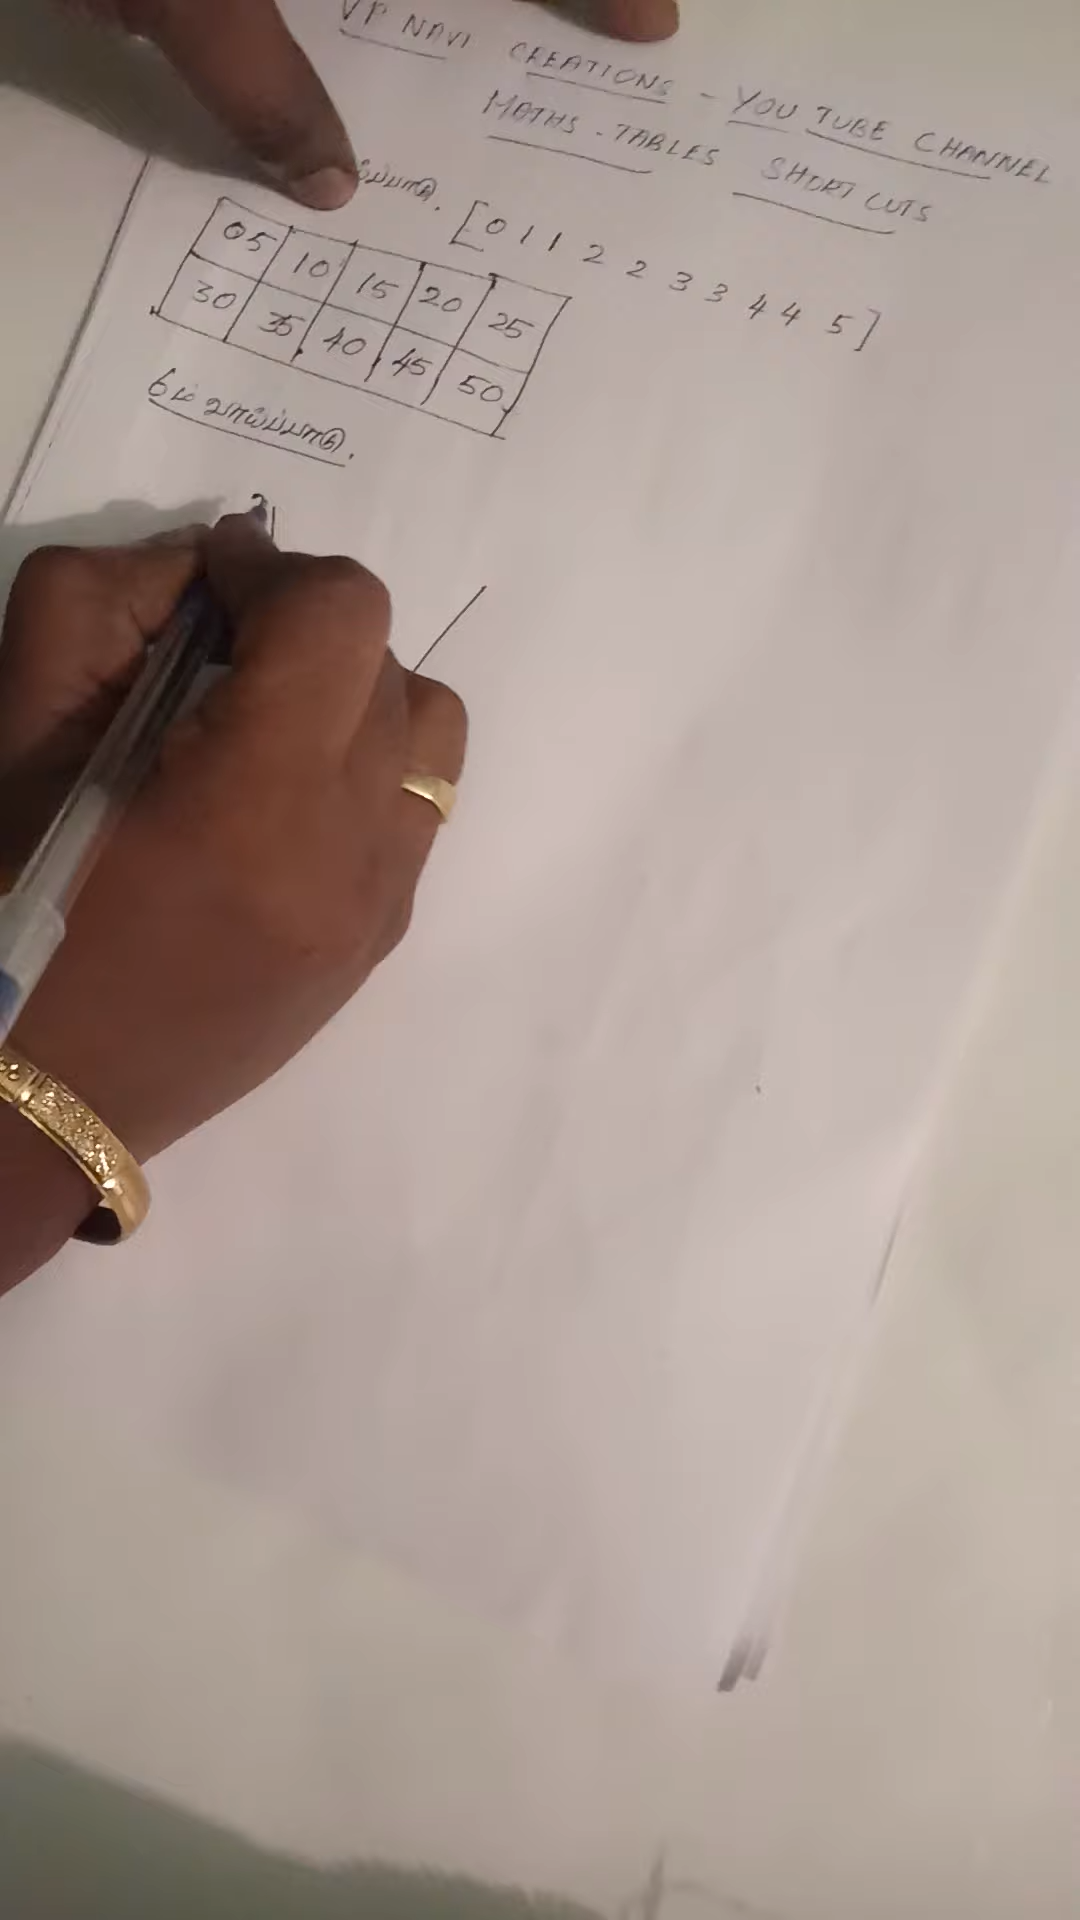 VP NAVI CREATIONS - YOU TUBE CHANNEL
MATHS - TABLES SHORT CUTS
[0 1 1 2 2 3 3 4 4 5]
05 10 15 20 25
30 35 40 45 50
6ம் வாய்ப்பாடு.